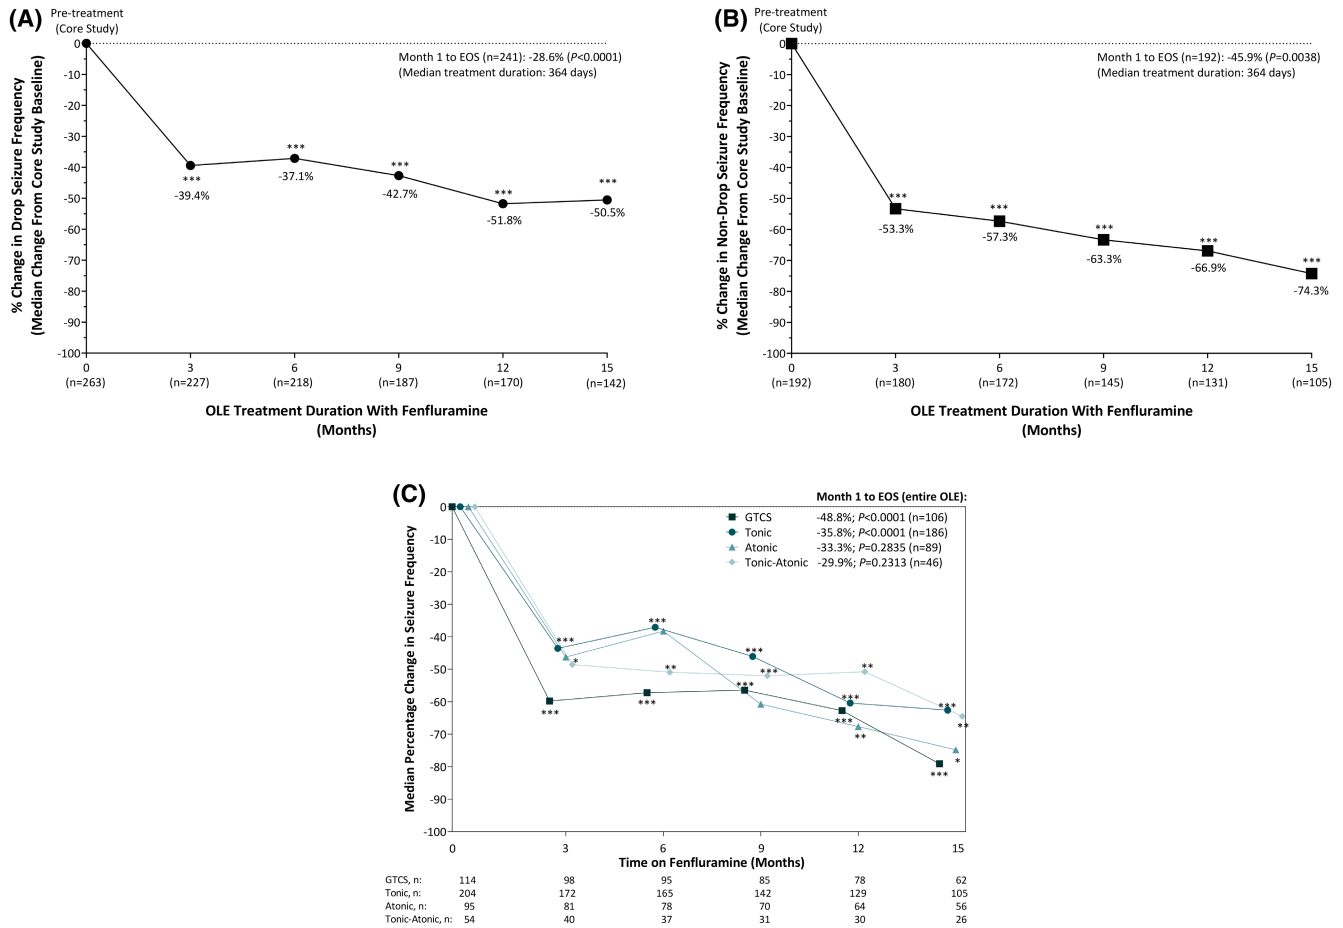 (A)
Pre-treatment
(Core Study)
% Change in Drop Seizure Frequency
(Median Change From Core Study Baseline)
0
-10
-20
-30
-40
-50
-60
-70
-80
-90
-100
Month 1 to EOS (n=241): -28.6% (P<0.0001)
(Median treatment duration: 364 days)
***
-39.4%
***
-37.1%
***
-42.7%
***
-51.8%
***
-50.5%
0 3 6 9 12 15
(n=263) (n=227) (n=218) (n=187) (n=170) (n=142)
OLE Treatment Duration With Fenfluramine
(Months)
(B)
Pre-treatment
(Core Study)
% Change in Non-Drop Seizure Frequency
(Median Change From Core Study Baseline)
0
-10
-20
-30
-40
-50
-60
-70
-80
-90
-100
Month 1 to EOS (n=192): -45.9% (P=0.0038)
(Median treatment duration: 364 days)
***
-53.3%
***
-57.3%
***
-63.3%
***
-66.9%
***
-74.3%
0 3 6 9 12 15
(n=192) (n=180) (n=172) (n=145) (n=131) (n=105)
OLE Treatment Duration With Fenfluramine
(Months)
(C)
Month 1 to EOS (entire OLE):
GTCS -48.8%; P<0.0001 (n=106)
Tonic -35.8%; P<0.0001 (n=186)
Atonic -33.3%; P=0.2835 (n=89)
Tonic-Atonic -29.9%; P=0.2313 (n=46)
Median Percentage Change in Seizure Frequency
0
-10
-20
-30
-40
-50
-60
-70
-80
-90
-100
***
*
***
***
**
***
***
***
***
**
***
***
**
***
**
*
***
0 3 6 9 12 15
Time on Fenfluramine (Months)
GTCS, n: 114 98 95 85 78 62
Tonic, n: 204 172 165 142 129 105
Atonic, n: 95 81 78 70 64 56
Tonic-Atonic, n: 54 40 37 31 30 26